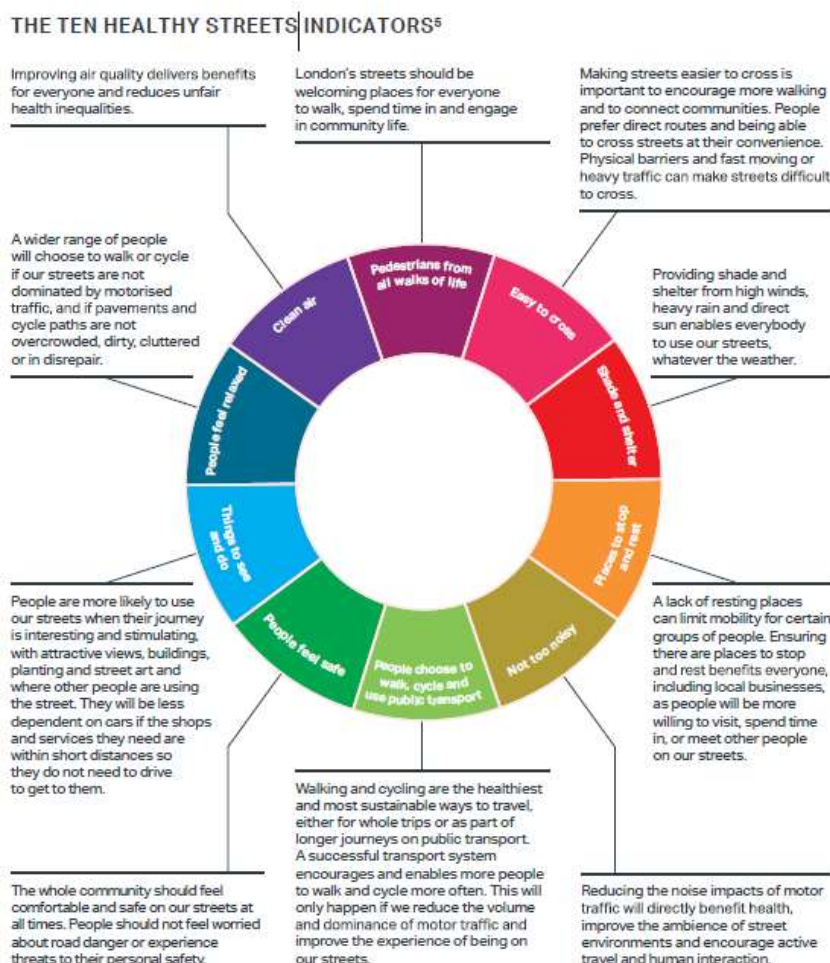 THE TEN HEALTHY STREETS INDICATORS⁵
Improving air quality delivers benefits
for everyone and reduces unfair
health inequalities.
London's streets should be
welcoming places for everyone
to walk, spend time in and engage
in community life.
Making streets easier to cross is
important to encourage more walking
and to connect communities. People
prefer direct routes and being able
to cross streets at their convenience.
Physical barriers and fast moving or
heavy traffic can make streets difficult
to cross.
A wider range of people
will choose to walk or cycle
if our streets are not
dominated by motorised
traffic, and if pavements and
cycle paths are not
overcrowded, dirty, cluttered
or in disrepair.
Providing shade and
shelter from high winds,
heavy rain and direct
sun enables everybody
to use our streets,
whatever the weather.
Pedestrians from
all walks of life
Easy to cross
Shade and shelter
Places to stop
and rest
Not too noisy
People choose to
walk, cycle and
use public transport
People feel safe
Things to see
and do
People feel relaxed
Clean air
People are more likely to use
our streets when their journey
is interesting and stimulating,
with attractive views, buildings,
planting and street art and
where other people are using
the street. They will be less
dependent on cars if the shops
and services they need are
within short distances so
they do not need to drive
to get to them.
A lack of resting places
can limit mobility for certain
groups of people. Ensuring
there are places to stop
and rest benefits everyone,
including local businesses,
as people will be more
willing to visit, spend time
in, or meet other people
on our streets.
The whole community should feel
comfortable and safe on our streets at
all times. People should not feel worried
about road danger or experience
threats to their personal safety.
Walking and cycling are the healthiest
and most sustainable ways to travel,
either for whole trips or as part of
longer journeys on public transport.
A successful transport system
encourages and enables more people
to walk and cycle more often. This will
only happen if we reduce the volume
and dominance of motor traffic and
improve the experience of being on
our streets.
Reducing the noise impacts of motor
traffic will directly benefit health,
improve the ambience of street
environments and encourage active
travel and human interaction.